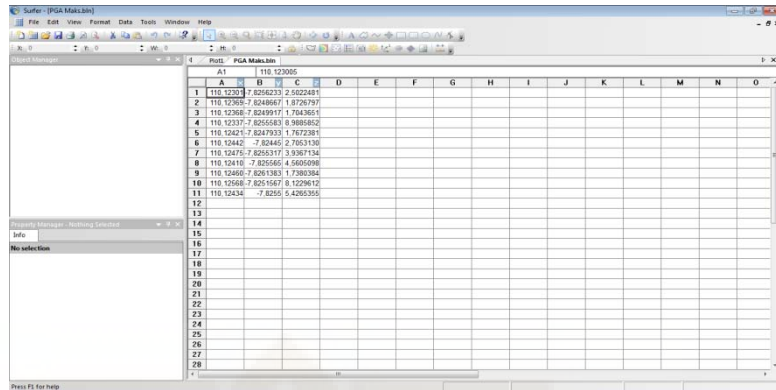 Surfer - [PGA Maks.bln]
File Edit View Format Data Tools Window Help
X: 0 Y: 0 W: 0 H: 0
Object Manager
Plot1 PGA Maks.bln
A1 110,123005
A B C D E F G H I J K L M N O
1 110,12301 -7,8256233 2,5022481
2 110,12369 -7,8248667 1,8726797
3 110,12368 -7,8249917 1,7043651
4 110,12337 -7,8255583 8,9885852
5 110,12421 -7,8247933 1,7672381
6 110,12442 -7,82445 2,7053130
7 110,12475 -7,8255317 3,9367134
8 110,12410 -7,825565 4,5605098
9 110,12460 -7,8261383 1,7380384
10 110,12568 -7,8251567 8,1229612
11 110,12434 -7,8255 5,4265355
12
13
14
Property Manager - Nothing Selected
15
Info
16
No selection
17
18
19
20
21
22
23
24
25
26
27
28
Press F1 for help